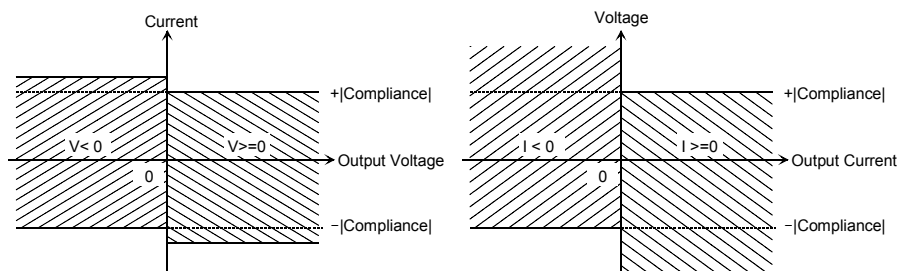 Current
+|Compliance|
V< 0
V>=0
Output Voltage
0
−|Compliance|
Voltage
+|Compliance|
I < 0
I >=0
Output Current
0
−|Compliance|